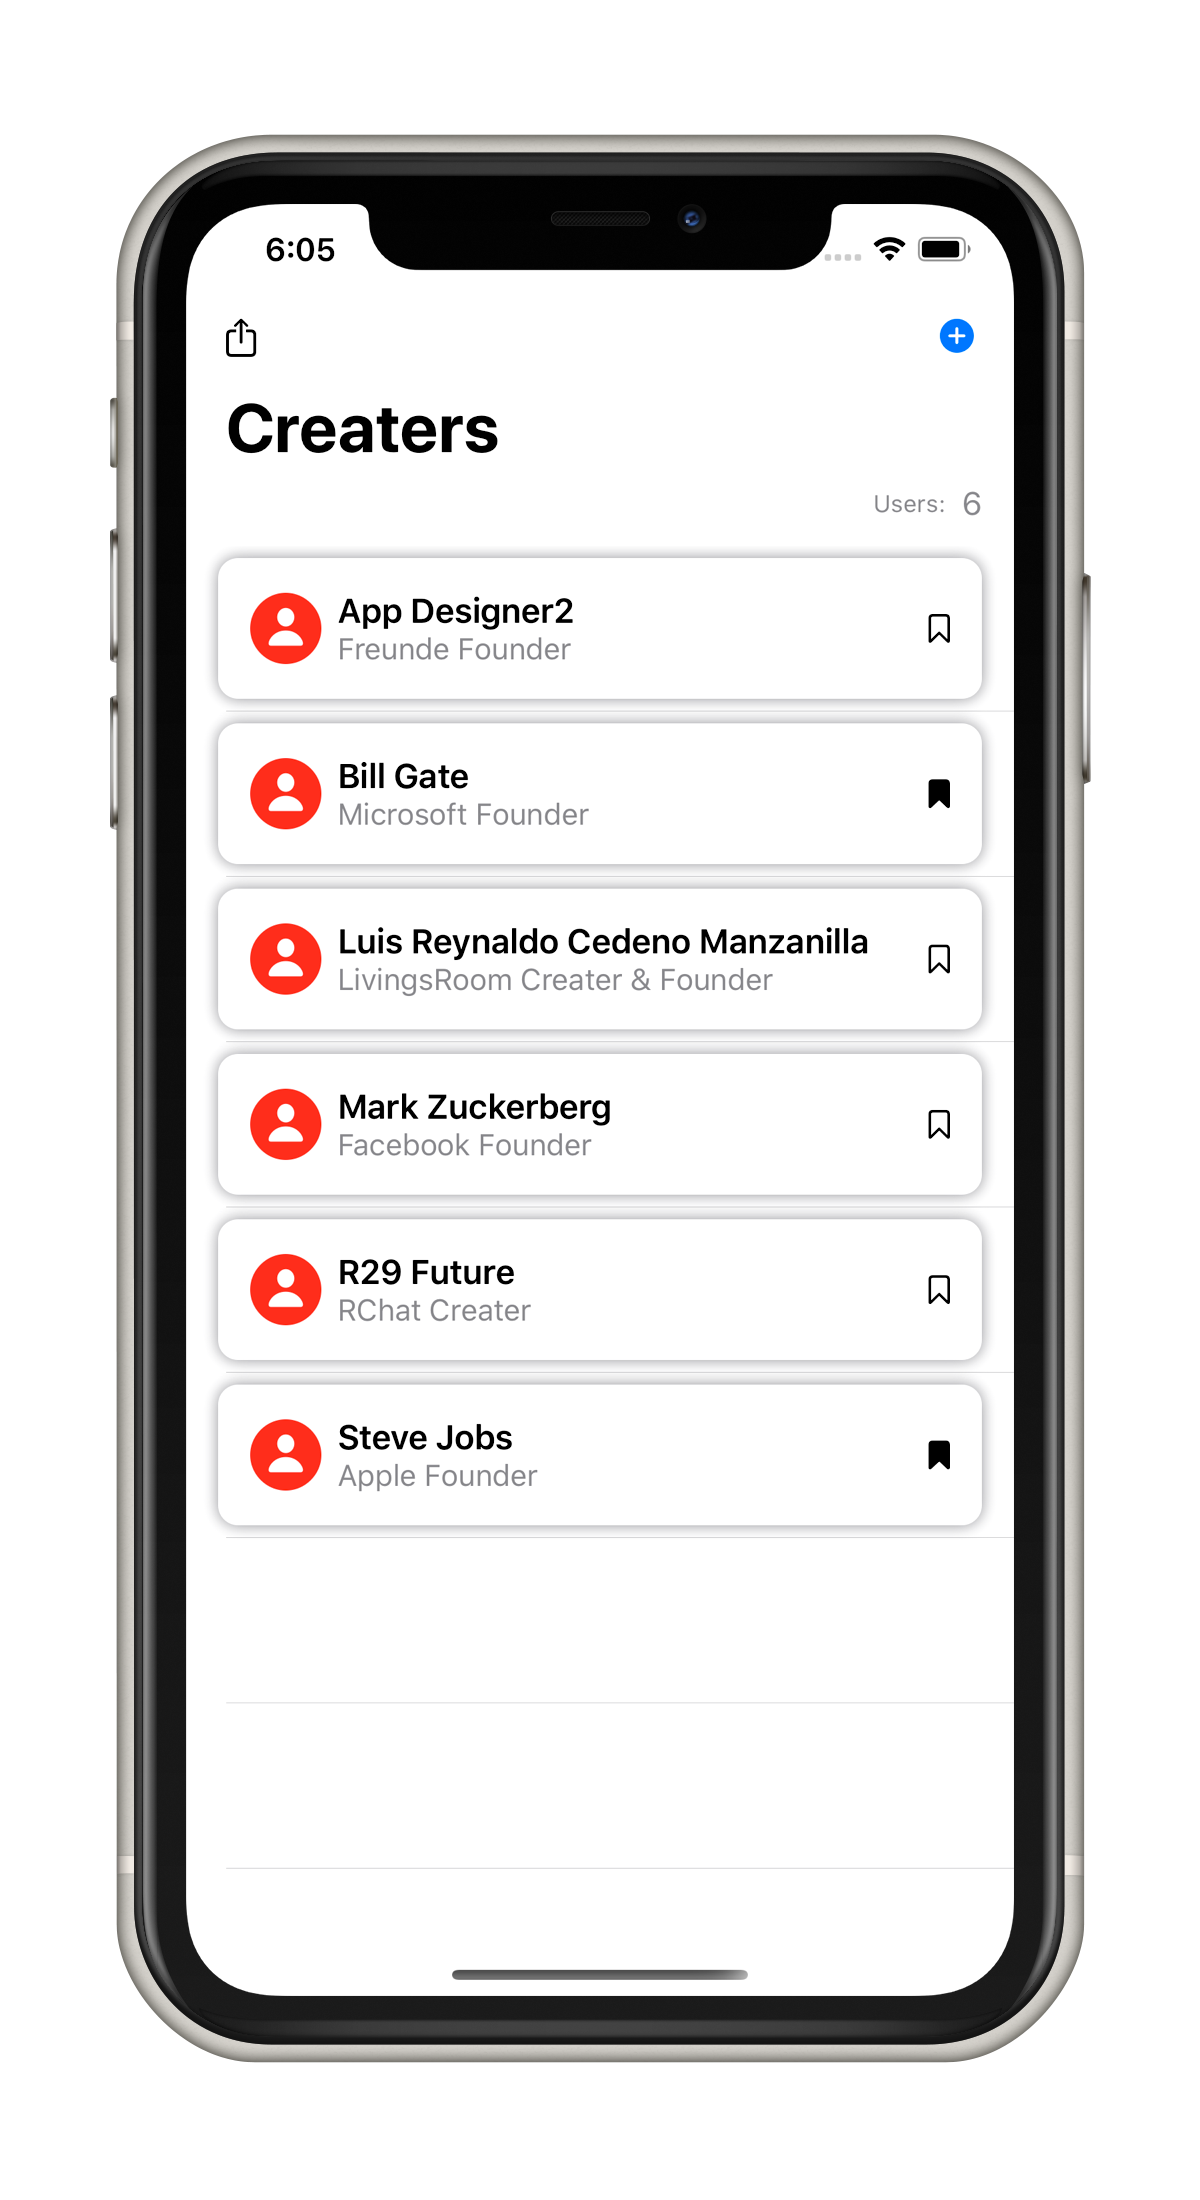 6:05
Creaters
Users: 6
App Designer2
Freunde Founder
Bill Gate
Microsoft Founder
Luis Reynaldo Cedeno Manzanilla
LivingsRoom Creater & Founder
Mark Zuckerberg
Facebook Founder
R29 Future
RChat Creater
Steve Jobs
Apple Founder